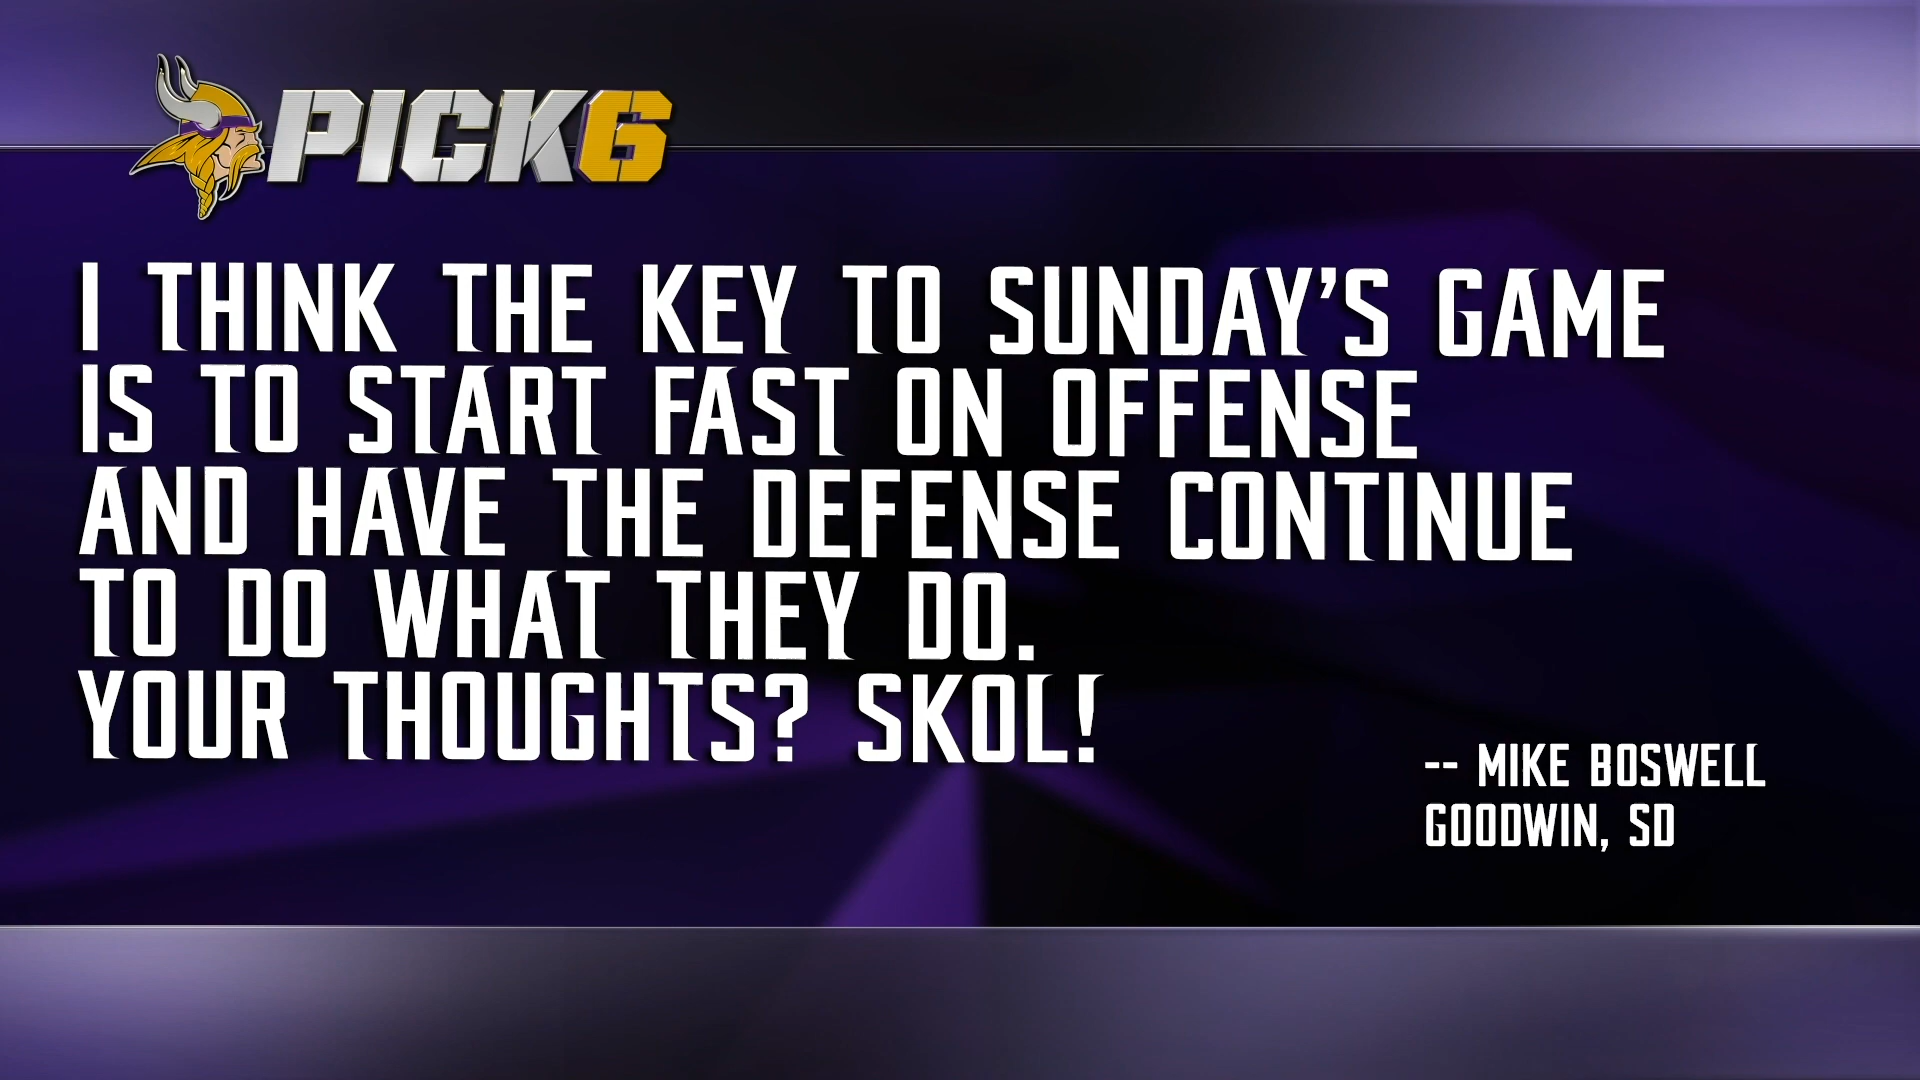 PICK6
I THINK THE KEY TO SUNDAY'S GAME
IS TO START FAST ON OFFENSE
AND HAVE THE DEFENSE CONTINUE
TO DO WHAT THEY DO.
YOUR THOUGHTS? SKOL!
-- MIKE BOSWELL
GOODWIN, SD